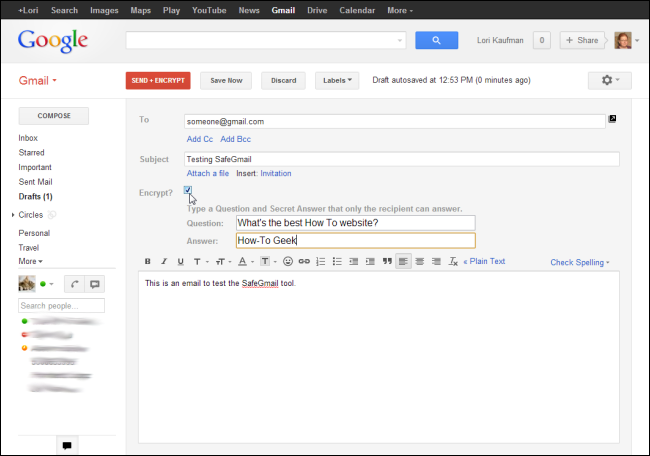 +Lori Search Images Maps Play YouTube News Gmail Drive Calendar More
Google Lori Kaufman 0 + Share
Gmail SEND + ENCRYPT Save Now Discard Labels Draft autosaved at 12:53 PM (0 minutes ago)
COMPOSE
Inbox
Starred
Important
Sent Mail
Drafts (1)
Circles
Personal
Travel
More
Search people...
To someone@gmail.com
Add Cc Add Bcc
Subject Testing SafeGmail
Attach a file Insert: Invitation
Encrypt?
Type a Question and Secret Answer that only the recipient can answer.
Question: What's the best How To website?
Answer: How-To Geek
B I U T TT A T « Plain Text Check Spelling
This is an email to test the SafeGmail tool.